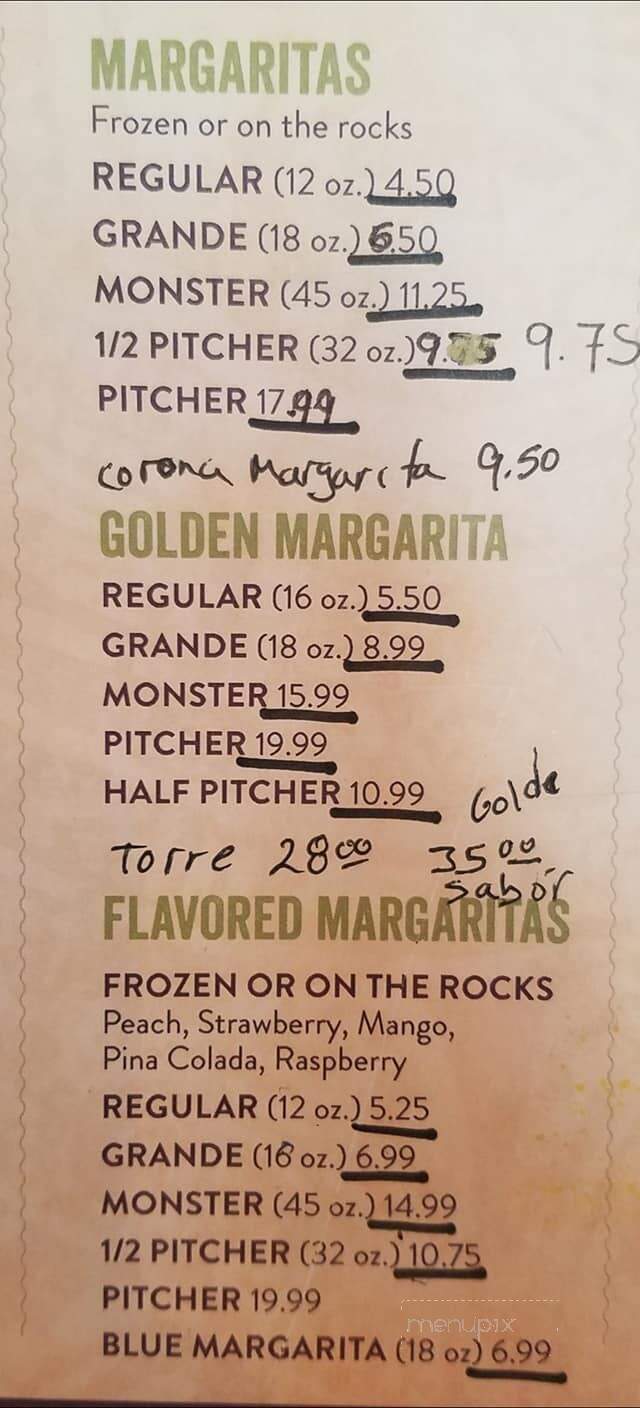 MARGARITAS
Frozen or on the rocks
REGULAR (12 oz.) 4.50
GRANDE (18 oz.) 6.50
MONSTER (45 oz.) 11.25
1/2 PITCHER (32 oz.) 9.75 9.75
PITCHER 17.99
corona Margarita 9.50
GOLDEN MARGARITA
REGULAR (16 oz.) 5.50
GRANDE (18 oz.) 8.99
MONSTER 15.99
PITCHER 19.99
HALF PITCHER 10.99 Golde
Torre 28.00 35.00
sabor
FLAVORED MARGARITAS
FROZEN OR ON THE ROCKS
Peach, Strawberry, Mango,
Pina Colada, Raspberry
REGULAR (12 oz.) 5.25
GRANDE (18 oz.) 6.99
MONSTER (45 oz.) 14.99
1/2 PITCHER (32 oz.) 10.75
PITCHER 19.99
BLUE MARGARITA (18 oz) 6.99
menupix